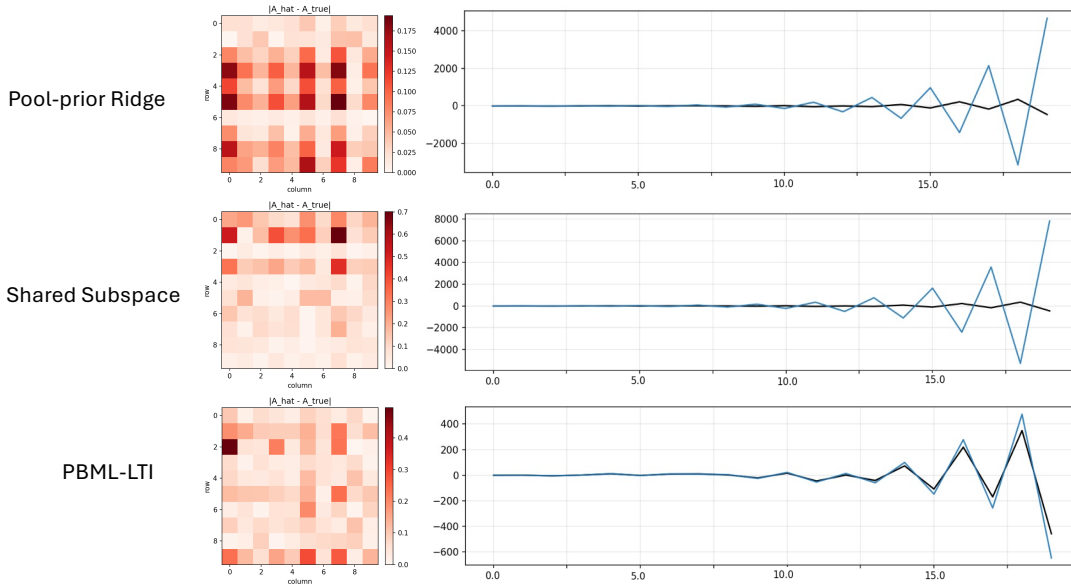 Pool-prior Ridge
|A_hat - A_true|
0
2
4
6
8
row
0 2 4 6 8
column
0.175
0.150
0.125
0.100
0.075
0.050
0.025
0.000
4000
2000
0
−2000
0.0 5.0 10.0 15.0
Shared Subspace
|A_hat - A_true|
0
2
4
6
8
row
0 2 4 6 8
column
0.7
0.6
0.5
0.4
0.3
0.2
0.1
0.0
8000
6000
4000
2000
0
−2000
−4000
0.0 5.0 10.0 15.0
PBML-LTI
|A_hat - A_true|
0
2
4
6
8
row
0 2 4 6 8
column
0.4
0.3
0.2
0.1
0.0
400
200
0
−200
−400
−600
0.0 5.0 10.0 15.0